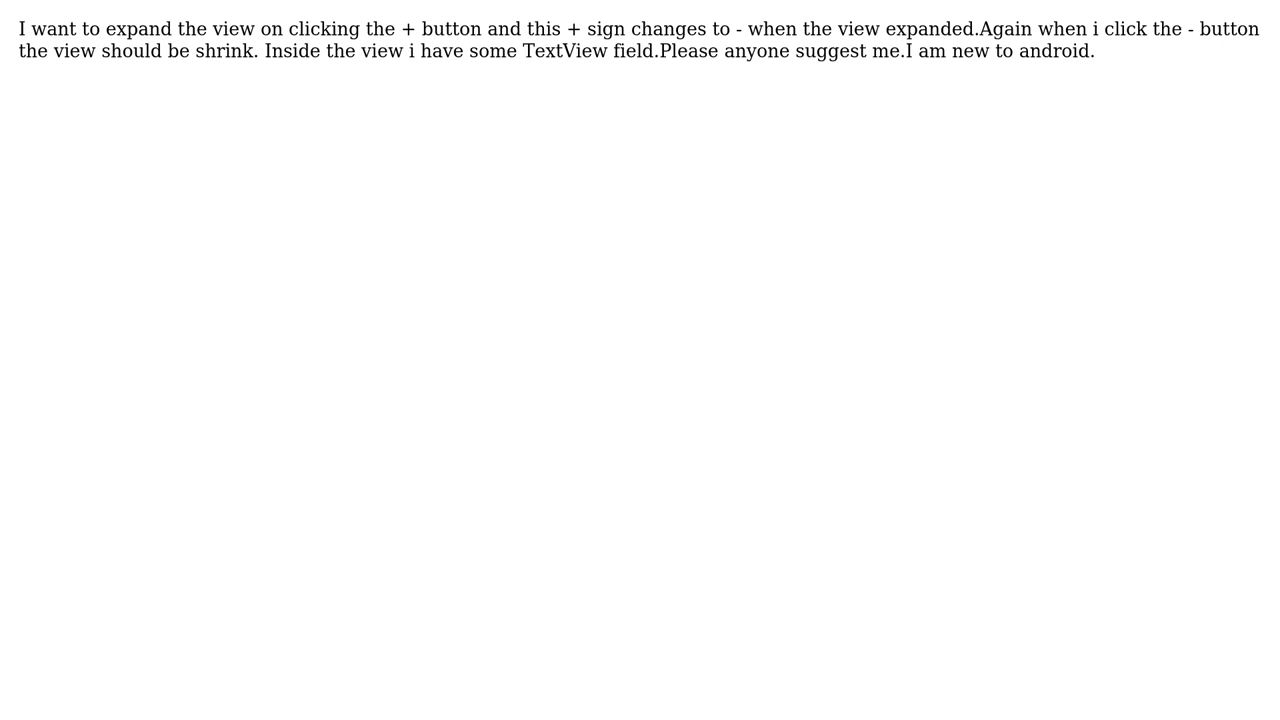 I want to expand the view on clicking the + button and this + sign changes to - when the view expanded.Again when i click the - button
the view should be shrink. Inside the view i have some TextView field.Please anyone suggest me.I am new to android.